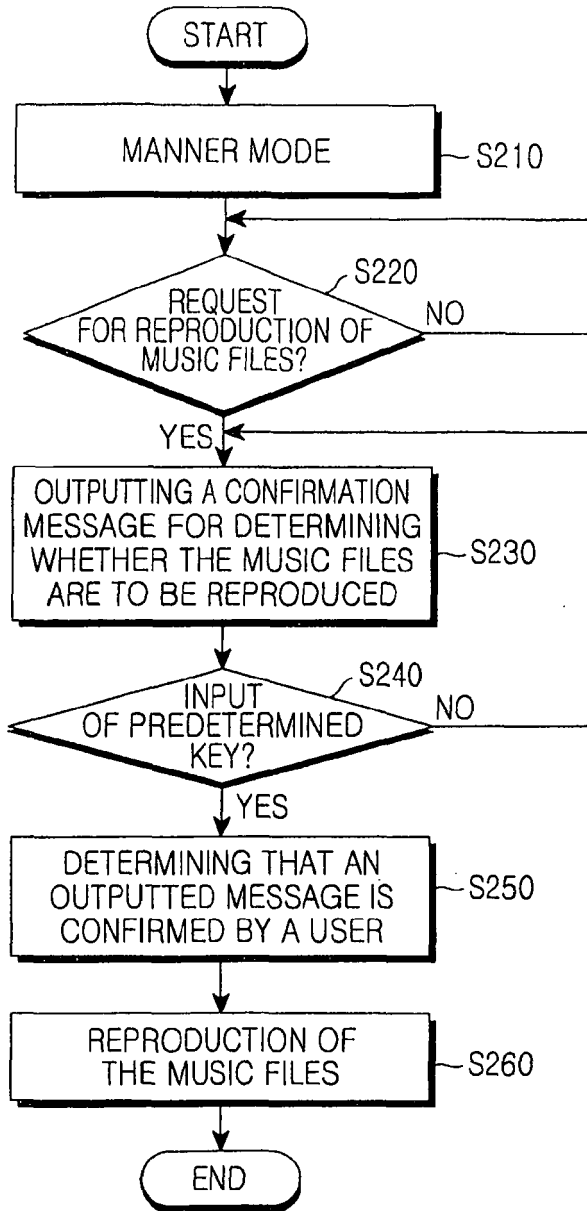 START
MANNER MODE
S210
S220
REQUEST
FOR REPRODUCTION OF
MUSIC FILES?
NO
YES
OUTPUTTING A CONFIRMATION
MESSAGE FOR DETERMINING
WHETHER THE MUSIC FILES
ARE TO BE REPRODUCED
S230
S240
INPUT
OF PREDETERMINED
KEY?
NO
YES
DETERMINING THAT AN
OUTPUTTED MESSAGE IS
CONFIRMED BY A USER
S250
REPRODUCTION OF
THE MUSIC FILES
S260
END